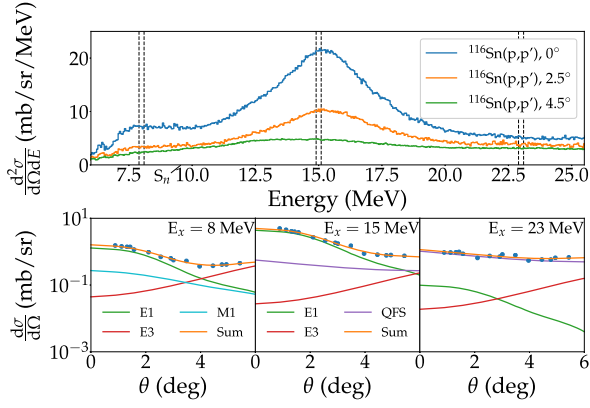 d²σ/dΩdE (mb/sr/MeV)
20
10
0
¹¹⁶Sn(p,p′), 0°
¹¹⁶Sn(p,p′), 2.5°
¹¹⁶Sn(p,p′), 4.5°
7.5 Sₙ 10.0 12.5 15.0 17.5 20.0 22.5 25.0
Energy (MeV)
dσ/dΩ (mb/sr)
10¹
10⁻¹
10⁻³
Eₓ = 8 MeV
E1 M1
E3 Sum
Eₓ = 15 MeV
E1 QFS
E3 Sum
Eₓ = 23 MeV
0 2 4 0 2 4 0 2 4 6
θ (deg) θ (deg) θ (deg)